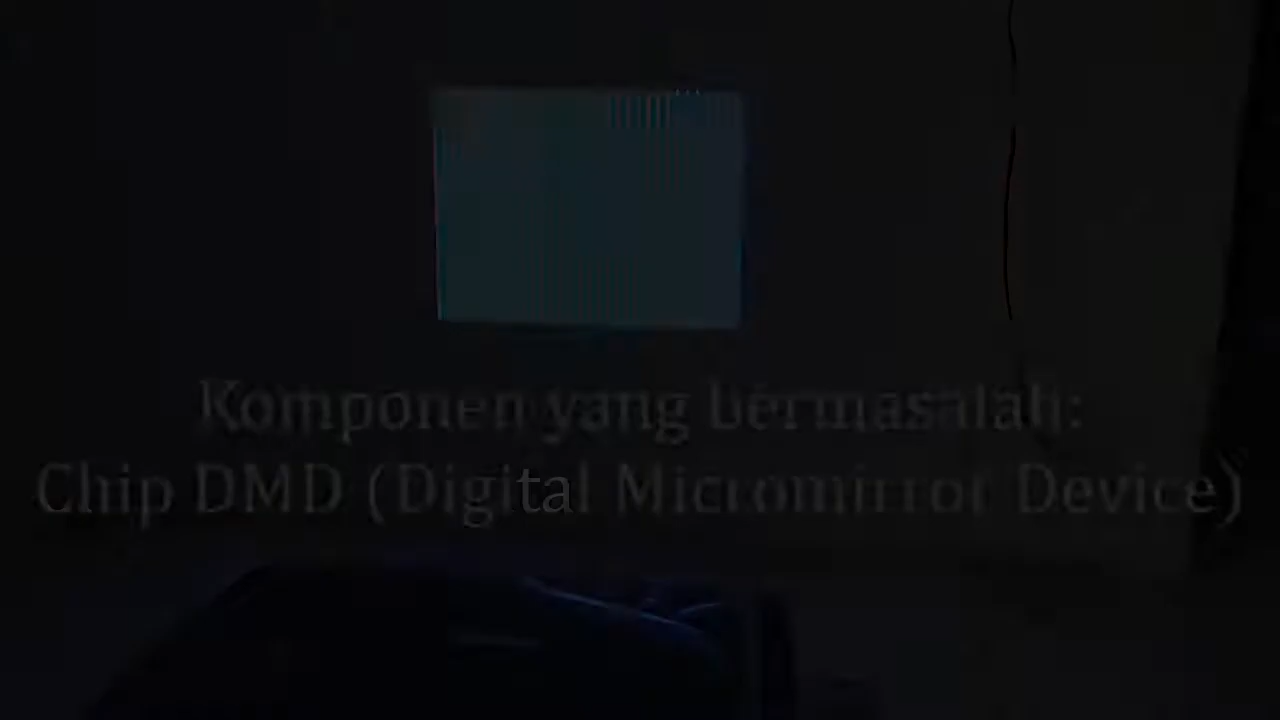 Komponen yang bermasalah:
Chip DMD (Digital Micromirror Device)